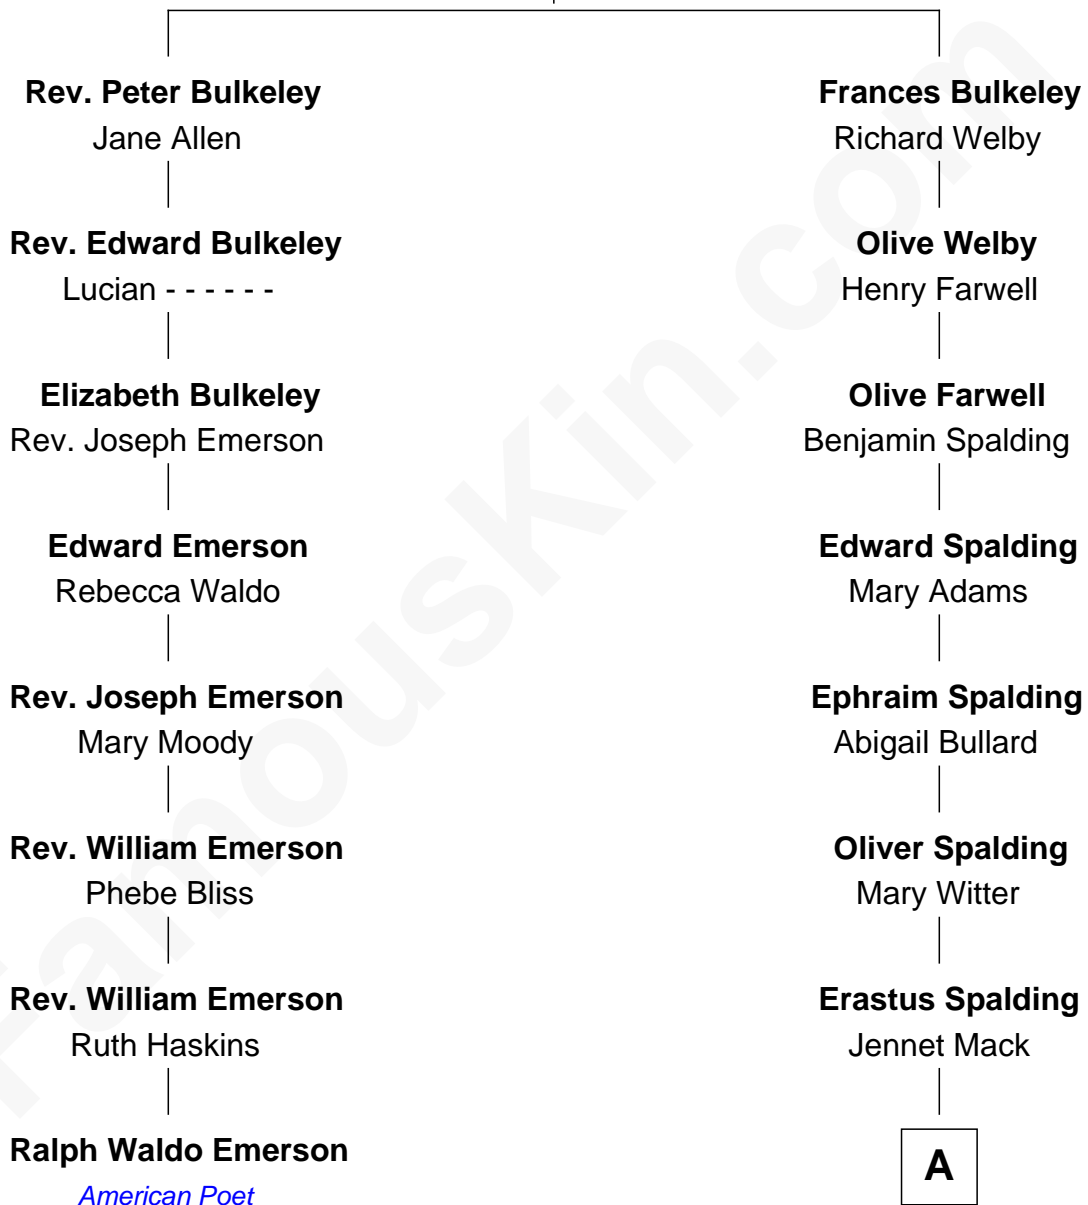 Rev. Peter Bulkeley
Jane Allen
Rev. Edward Bulkeley
Lucian - - - - - -
Elizabeth Bulkeley
Rev. Joseph Emerson
Edward Emerson
Rebecca Waldo
Rev. Joseph Emerson
Mary Moody
Rev. William Emerson
Phebe Bliss
Rev. William Emerson
Ruth Haskins
Ralph Waldo Emerson
American Poet
Frances Bulkeley
Richard Welby
Olive Welby
Henry Farwell
Olive Farwell
Benjamin Spalding
Edward Spalding
Mary Adams
Ephraim Spalding
Abigail Bullard
Oliver Spalding
Mary Witter
Erastus Spalding
Jennet Mack
A
FamousKin.com